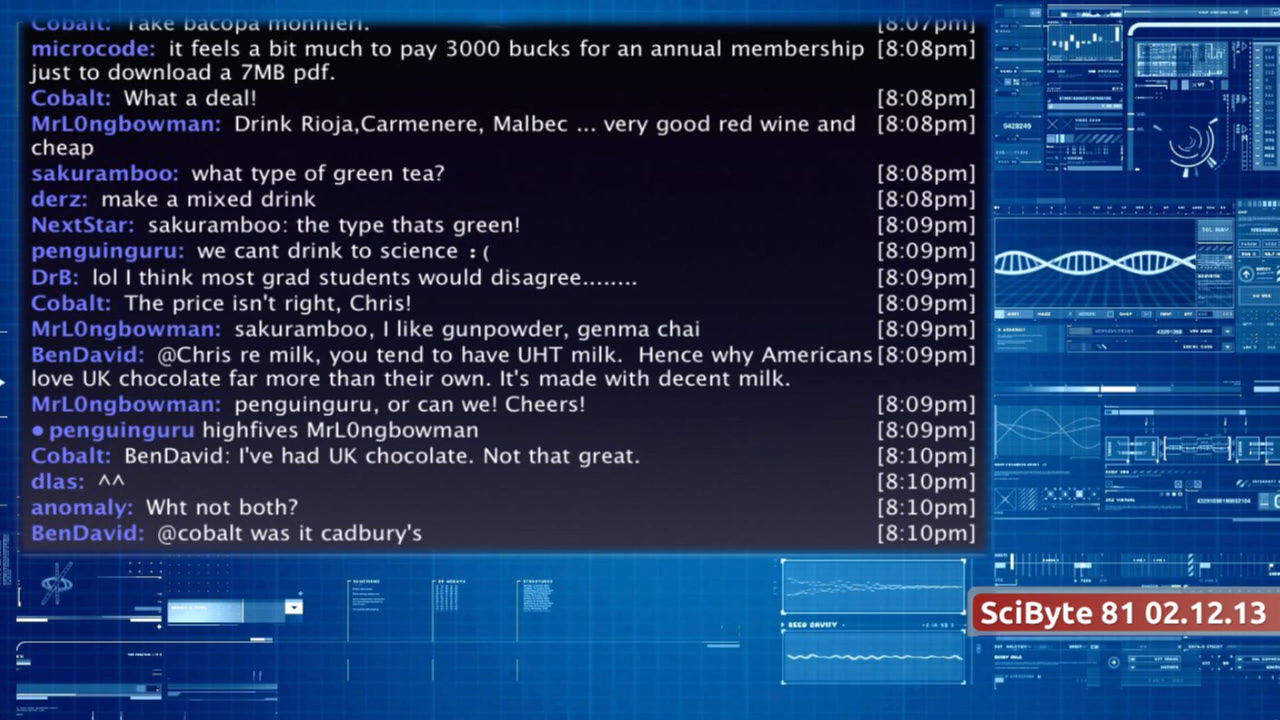 Cobalt: Take bacopa monnieri. [8:07pm]
microcode: it feels a bit much to pay 3000 bucks for an annual membership [8:08pm]
just to download a 7MB pdf.
Cobalt: What a deal! [8:08pm]
MrL0ngbowman: Drink Rioja,Carmenere, Malbec ... very good red wine and [8:08pm]
cheap
sakuramboo: what type of green tea? [8:08pm]
derz: make a mixed drink [8:08pm]
NextStar: sakuramboo: the type thats green! [8:09pm]
penguinguru: we cant drink to science :( [8:09pm]
DrB: lol I think most grad students would disagree........ [8:09pm]
Cobalt: The price isn't right, Chris! [8:09pm]
MrL0ngbowman: sakuramboo, I like gunpowder, genma chai [8:09pm]
BenDavid: @Chris re milk, you tend to have UHT milk. Hence why Americans [8:09pm]
love UK chocolate far more than their own. It's made with decent milk.
MrL0ngbowman: penguinguru, or can we! Cheers! [8:09pm]
• penguinguru highfives MrL0ngbowman [8:09pm]
Cobalt: BenDavid: I've had UK chocolate. Not that great. [8:10pm]
dlas: ^^ [8:10pm]
anomaly: Wht not both? [8:10pm]
BenDavid: @cobalt was it cadbury's [8:10pm]
SciByte 81 02.12.13
9428249